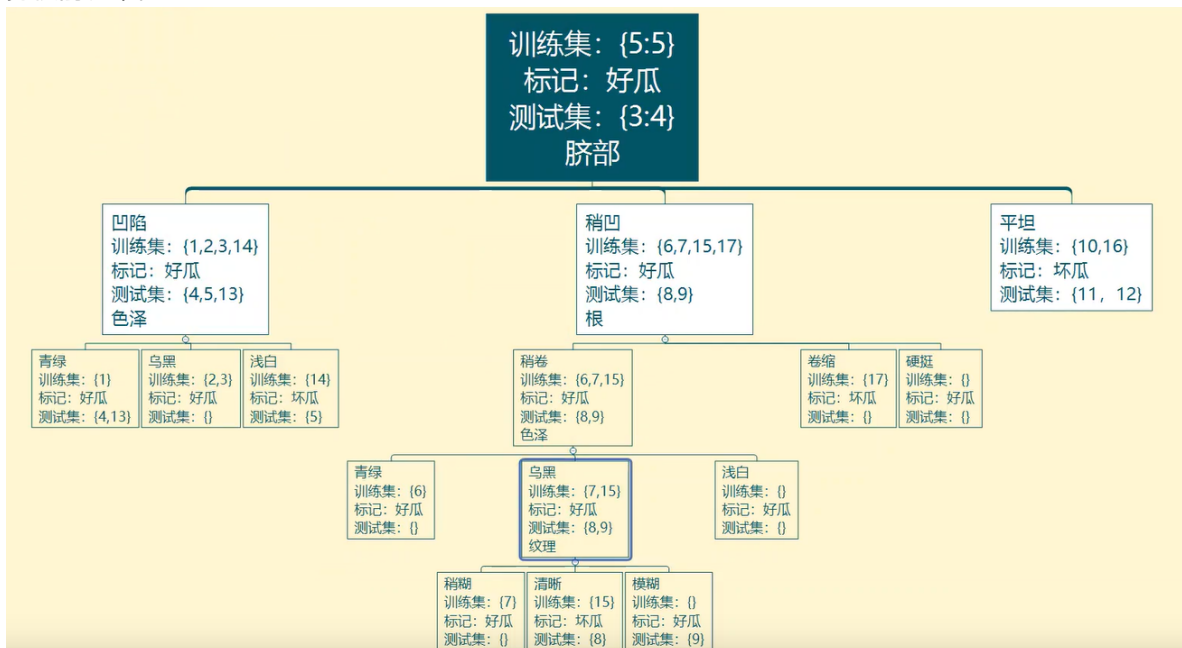 训练集：{5:5}
标记：好瓜
测试集：{3:4}
脐部
凹陷
训练集：{1,2,3,14}
标记：好瓜
测试集：{4,5,13}
色泽
稍凹
训练集：{6,7,15,17}
标记：好瓜
测试集：{8,9}
根
平坦
训练集：{10,16}
标记：坏瓜
测试集：{11，12}
青绿
训练集：{1}
标记：好瓜
测试集：{4,13}
乌黑
训练集：{2,3}
标记：好瓜
测试集：{}
浅白
训练集：{14}
标记：坏瓜
测试集：{5}
稍卷
训练集：{6,7,15}
标记：好瓜
测试集：{8,9}
色泽
卷缩
训练集：{17}
标记：坏瓜
测试集：{}
硬挺
训练集：{}
标记：好瓜
测试集：{}
青绿
训练集：{6}
标记：好瓜
测试集：{}
乌黑
训练集：{7,15}
标记：好瓜
测试集：{8,9}
纹理
浅白
训练集：{}
标记：好瓜
测试集：{}
稍糊
训练集：{7}
标记：好瓜
测试集：{}
清晰
训练集：{15}
标记：坏瓜
测试集：{8}
模糊
训练集：{}
标记：好瓜
测试集：{9}